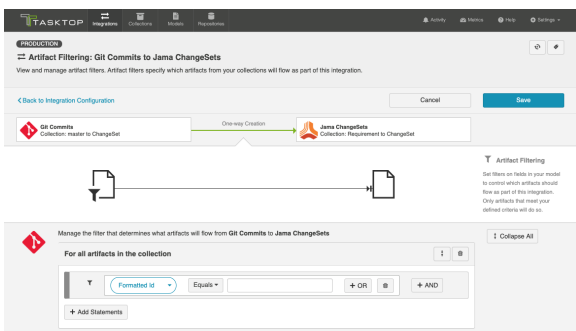 TASKTOP
Integrations
Collections
Models
Repositories
Activity
Metrics
Help
Settings
PRODUCTION
Artifact Filtering: Git Commits to Jama ChangeSets
View and manage artifact filters. Artifact filters specify which artifacts from your collections will flow as part of this integration.
Back to Integration Configuration
Cancel
Save
Git Commits
Collection: master to ChangeSet
One-way Creation
Jama ChangeSets
Collection: Requirement to ChangeSet
Artifact Filtering
Set filters on fields in your model
to control which artifacts should
flow as part of this integration.
Only artifacts that meet your
defined criteria will do so.
Manage the filter that determines what artifacts will flow from Git Commits to Jama ChangeSets
Collapse All
For all artifacts in the collection
Formatted Id
Equals
+ OR
+ AND
+ Add Statements